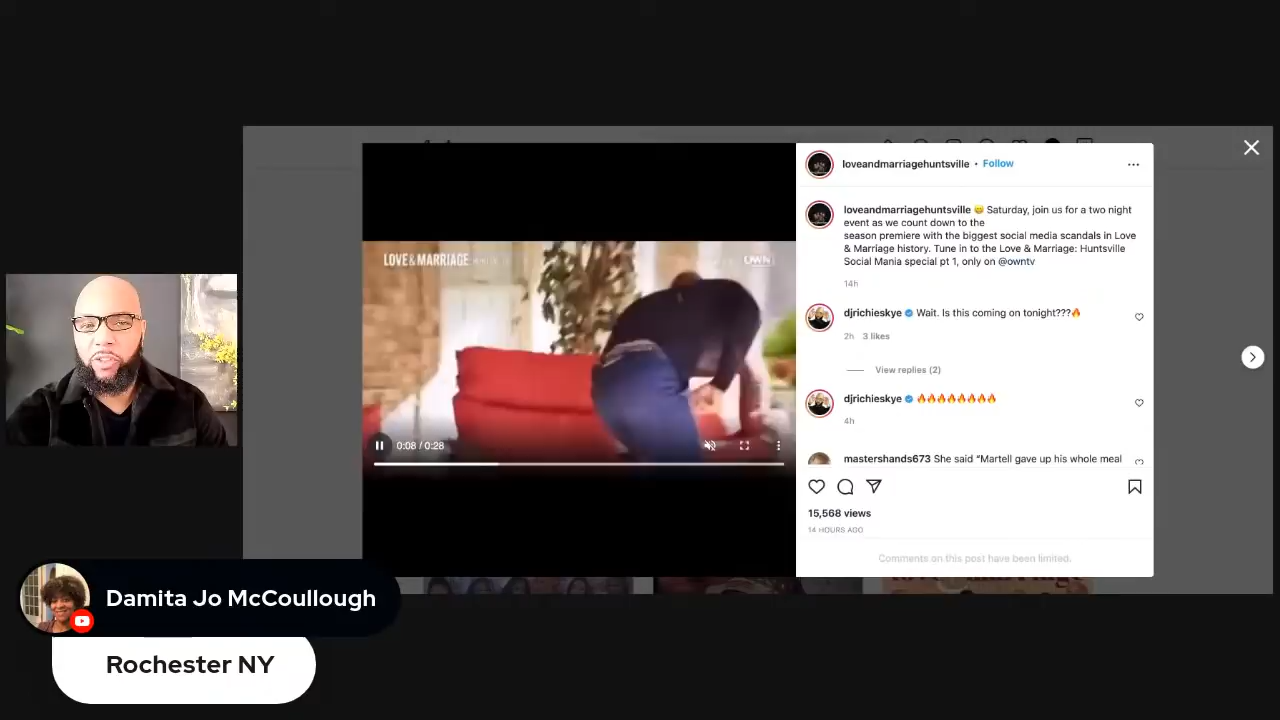 loveandmarriagehuntsville • Follow
loveandmarriagehuntsville 😄 Saturday, join us for a two night
event as we count down to the
season premiere with the biggest social media scandals in Love
& Marriage history. Tune in to the Love & Marriage: Huntsville
Social Mania special pt 1, only on @owntv
14h
djrichieskye Wait. Is this coming on tonight???🔥
2h 3 likes
View replies (2)
djrichieskye 🔥🔥🔥🔥🔥🔥🔥🔥
4h
mastershands673 She said "Martell gave up his whole meal
15,568 views
14 HOURS AGO
Comments on this post have been limited.
LOVE & MARRIAGE
OWN
0:08 / 0:28
Damita Jo McCoullough
Rochester NY